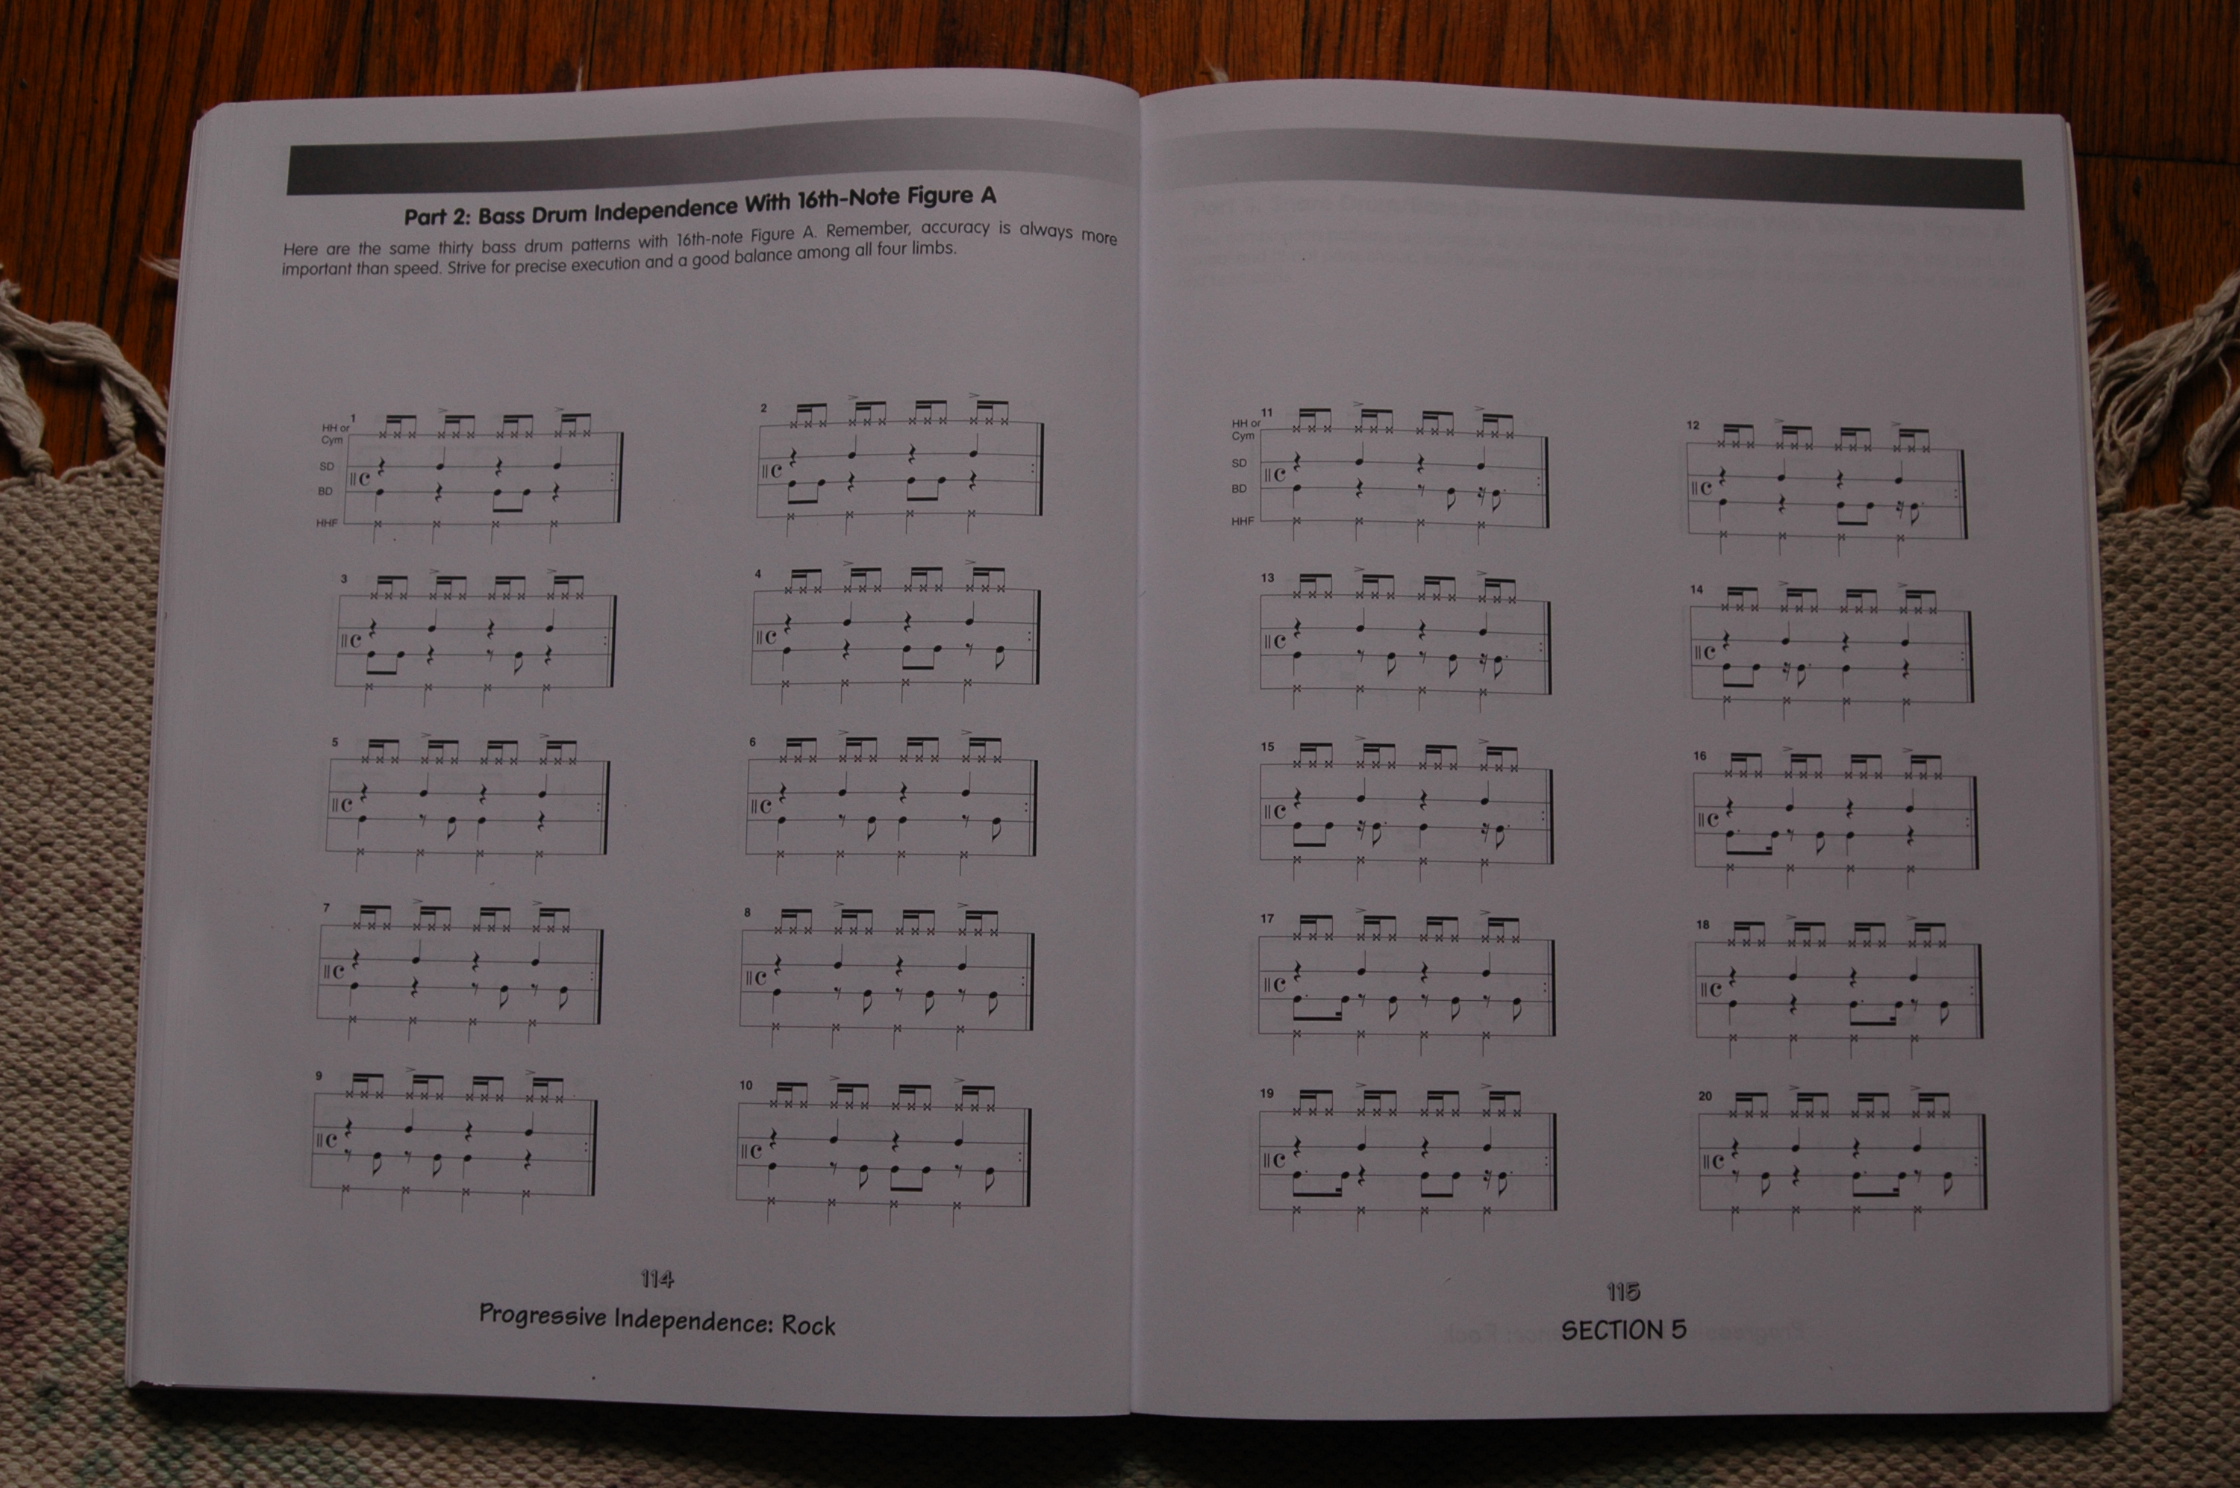 Part 2: Bass Drum Independence With 16th-Note Figure A
Here are the same thirty bass drum patterns with 16th-note Figure A. Remember, accuracy is always more
important than speed. Strive for precise execution and a good balance among all four limbs.
1
HH or
Cym
SD
BD
HHF
2
3
4
5
6
7
8
9
10
114
Progressive Independence: Rock
11
HH or
Cym
SD
BD
HHF
12
13
14
15
16
17
18
19
20
115
SECTION 5